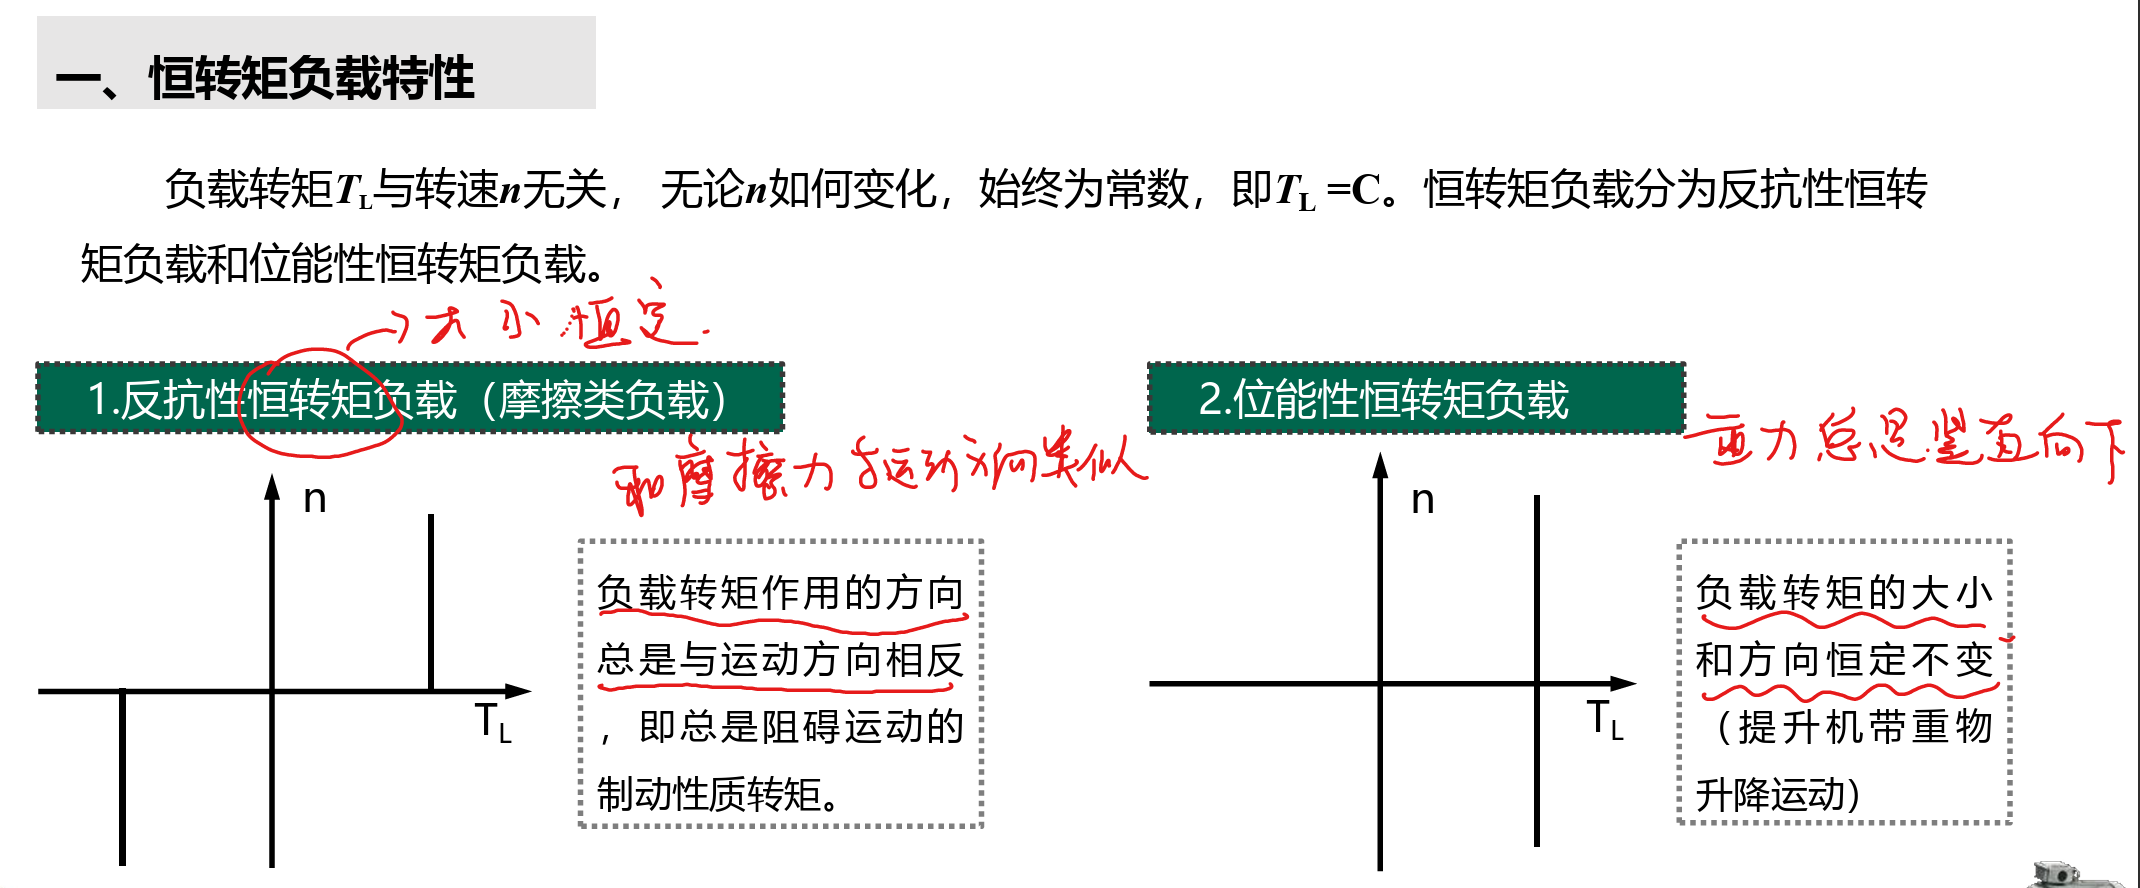 一、恒转矩负载特性
负载转矩TL与转速n无关， 无论n如何变化，始终为常数，即TL =C。恒转矩负载分为反抗性恒转
矩负载和位能性恒转矩负载。
大小恒定.
1.反抗性恒转矩负载（摩擦类负载）
和摩擦力与运动方向类似
n
TL
负载转矩作用的方向
总是与运动方向相反
，即总是阻碍运动的
制动性质转矩。
2.位能性恒转矩负载
重力总是竖直向下
n
TL
负载转矩的大小
和方向恒定不变
（提升机带重物
升降运动）